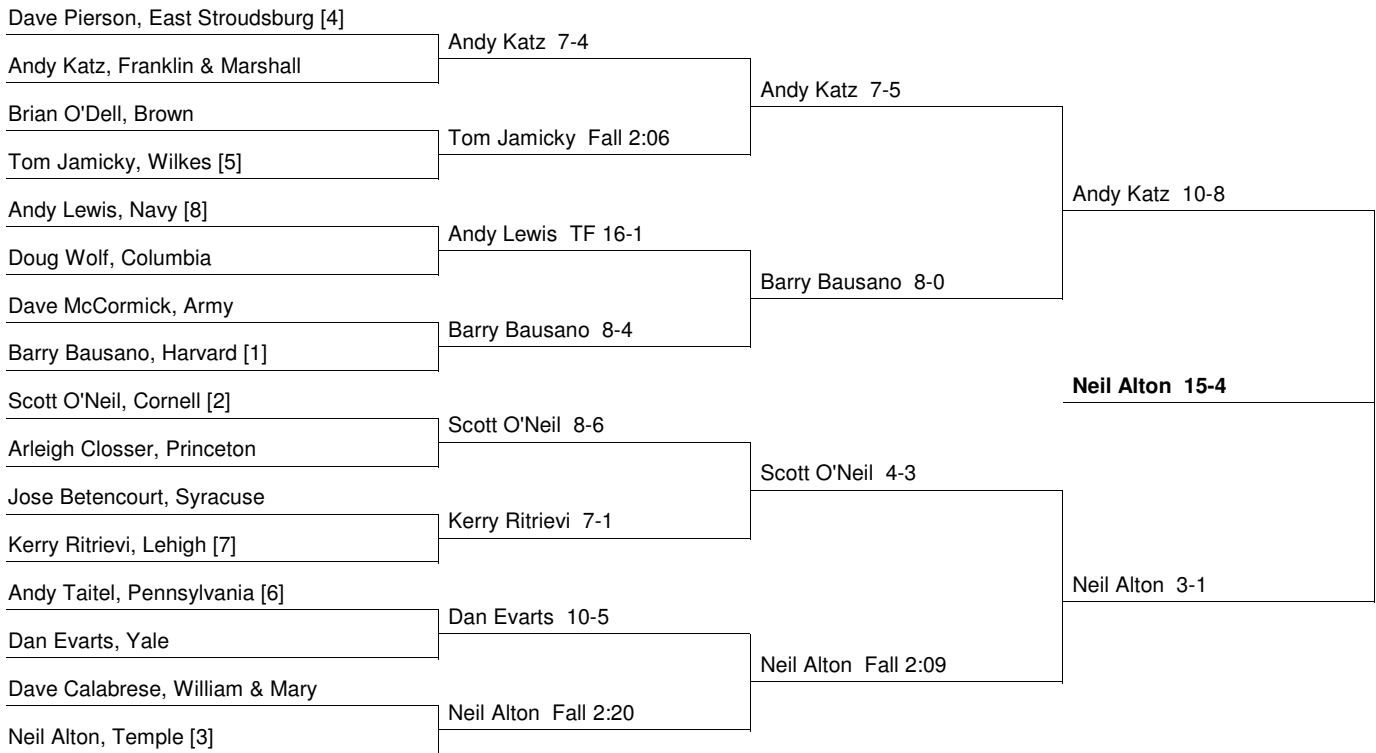 Dave Pierson, East Stroudsburg [4]
Andy Katz 7-4
Andy Katz, Franklin & Marshall
Andy Katz 7-5
Brian O'Dell, Brown
Tom Jamicky Fall 2:06
Tom Jamicky, Wilkes [5]
Andy Katz 10-8
Andy Lewis, Navy [8]
Andy Lewis TF 16-1
Doug Wolf, Columbia
Barry Bausano 8-0
Dave McCormick, Army
Barry Bausano 8-4
Barry Bausano, Harvard [1]
Neil Alton 15-4
Scott O'Neil, Cornell [2]
Scott O'Neil 8-6
Arleigh Closser, Princeton
Scott O'Neil 4-3
Jose Betencourt, Syracuse
Kerry Ritrievi 7-1
Kerry Ritrievi, Lehigh [7]
Neil Alton 3-1
Andy Taitel, Pennsylvania [6]
Dan Evarts 10-5
Dan Evarts, Yale
Neil Alton Fall 2:09
Dave Calabrese, William & Mary
Neil Alton Fall 2:20
Neil Alton, Temple [3]